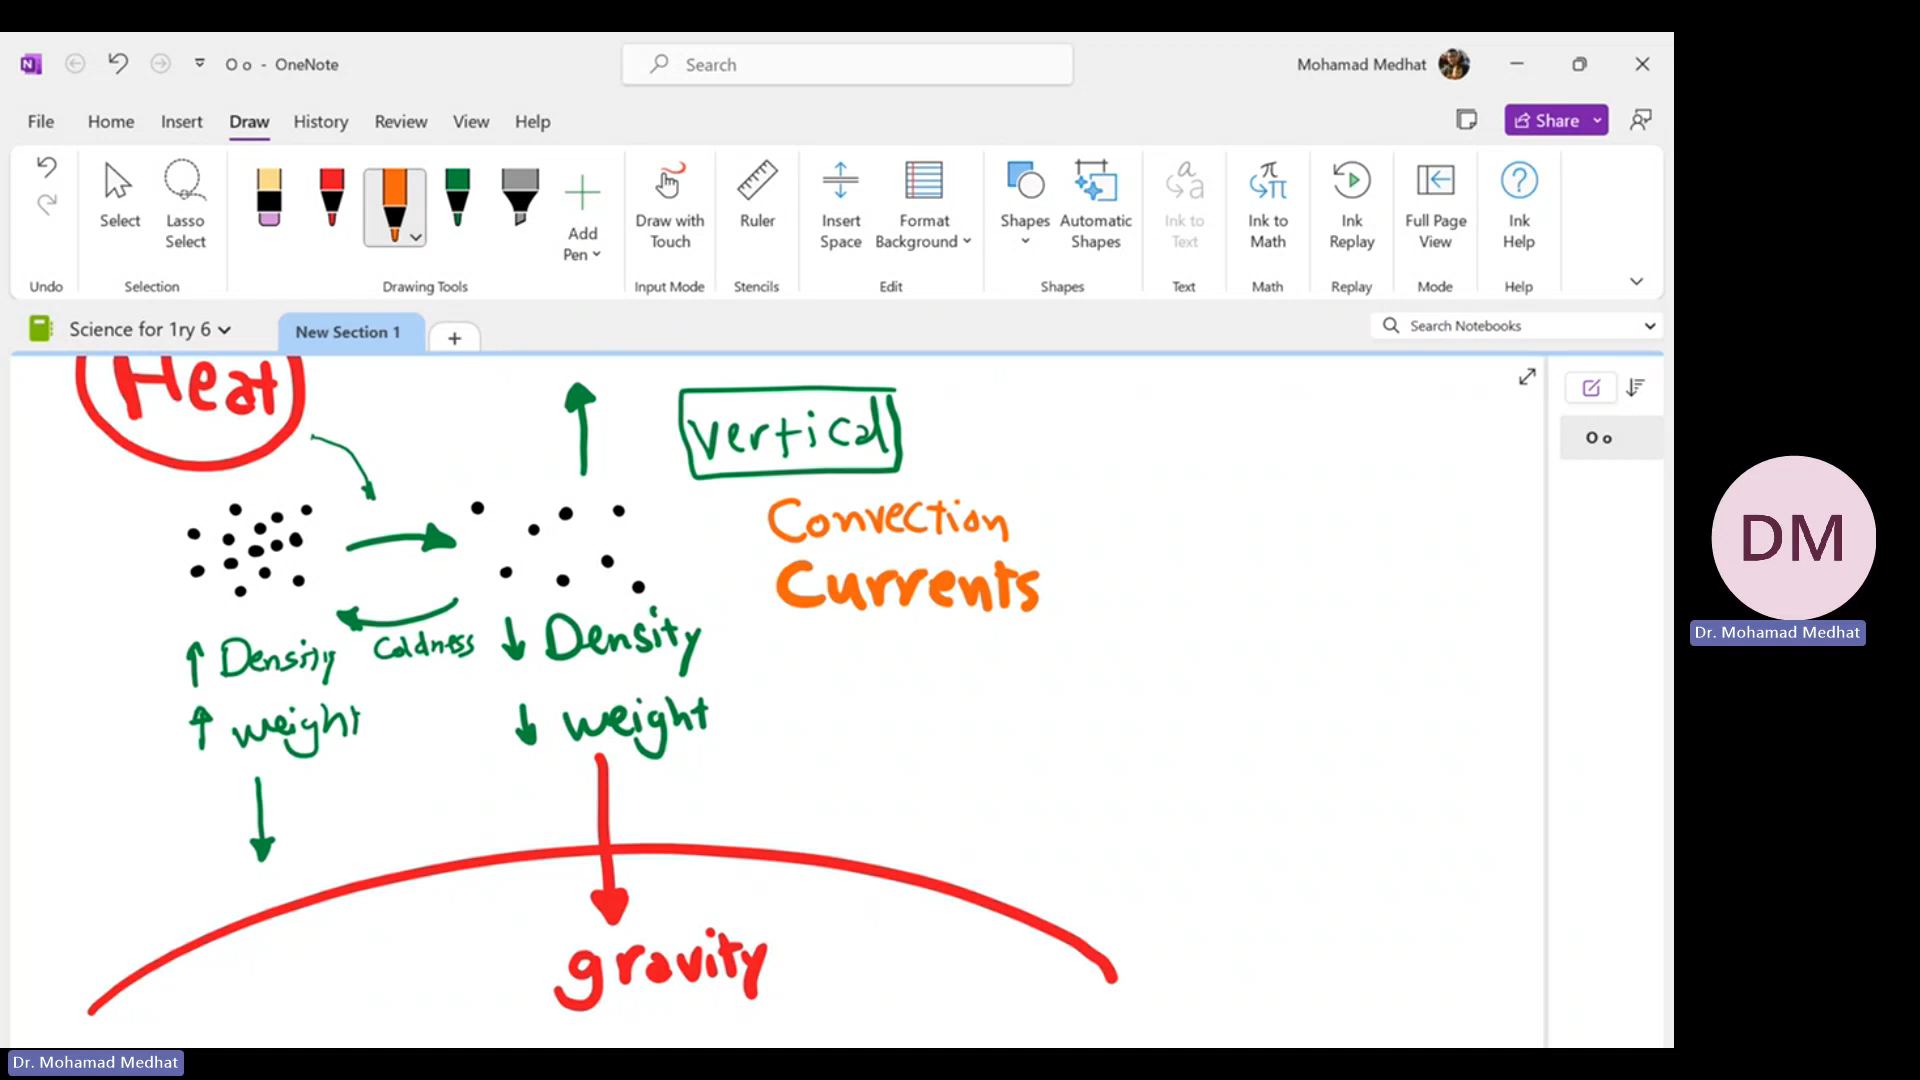 O o - OneNote
Search
Mohamad Medhat
File Home Insert Draw History Review View Help
Share
Select
Lasso
Select
Add
Pen
Draw with
Touch
Ruler
Insert
Space
Format
Background
Shapes
Automatic
Shapes
Ink to
Text
Ink to
Math
Ink
Replay
Full Page
View
Ink
Help
Undo Selection Drawing Tools Input Mode Stencils Edit Shapes Text Math Replay Mode Help
Science for 1ry 6
New Section 1
Search Notebooks
O o
Heat
Vertical
Convection
Currents
Coldness
↑ Density
↑ weight
↓ Density
↓ weight
gravity
DM
Dr. Mohamad Medhat
Dr. Mohamad Medhat